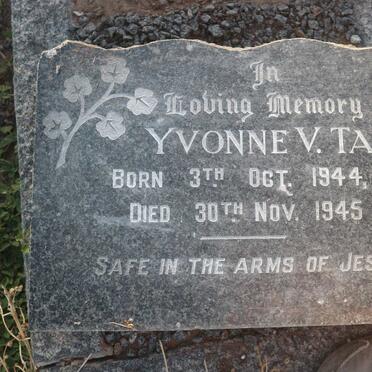 In
Loving Memory
YVONNE V. TA
BORN 3TH OCT. 1944,
DIED 30TH NOV. 1945
SAFE IN THE ARMS OF JES